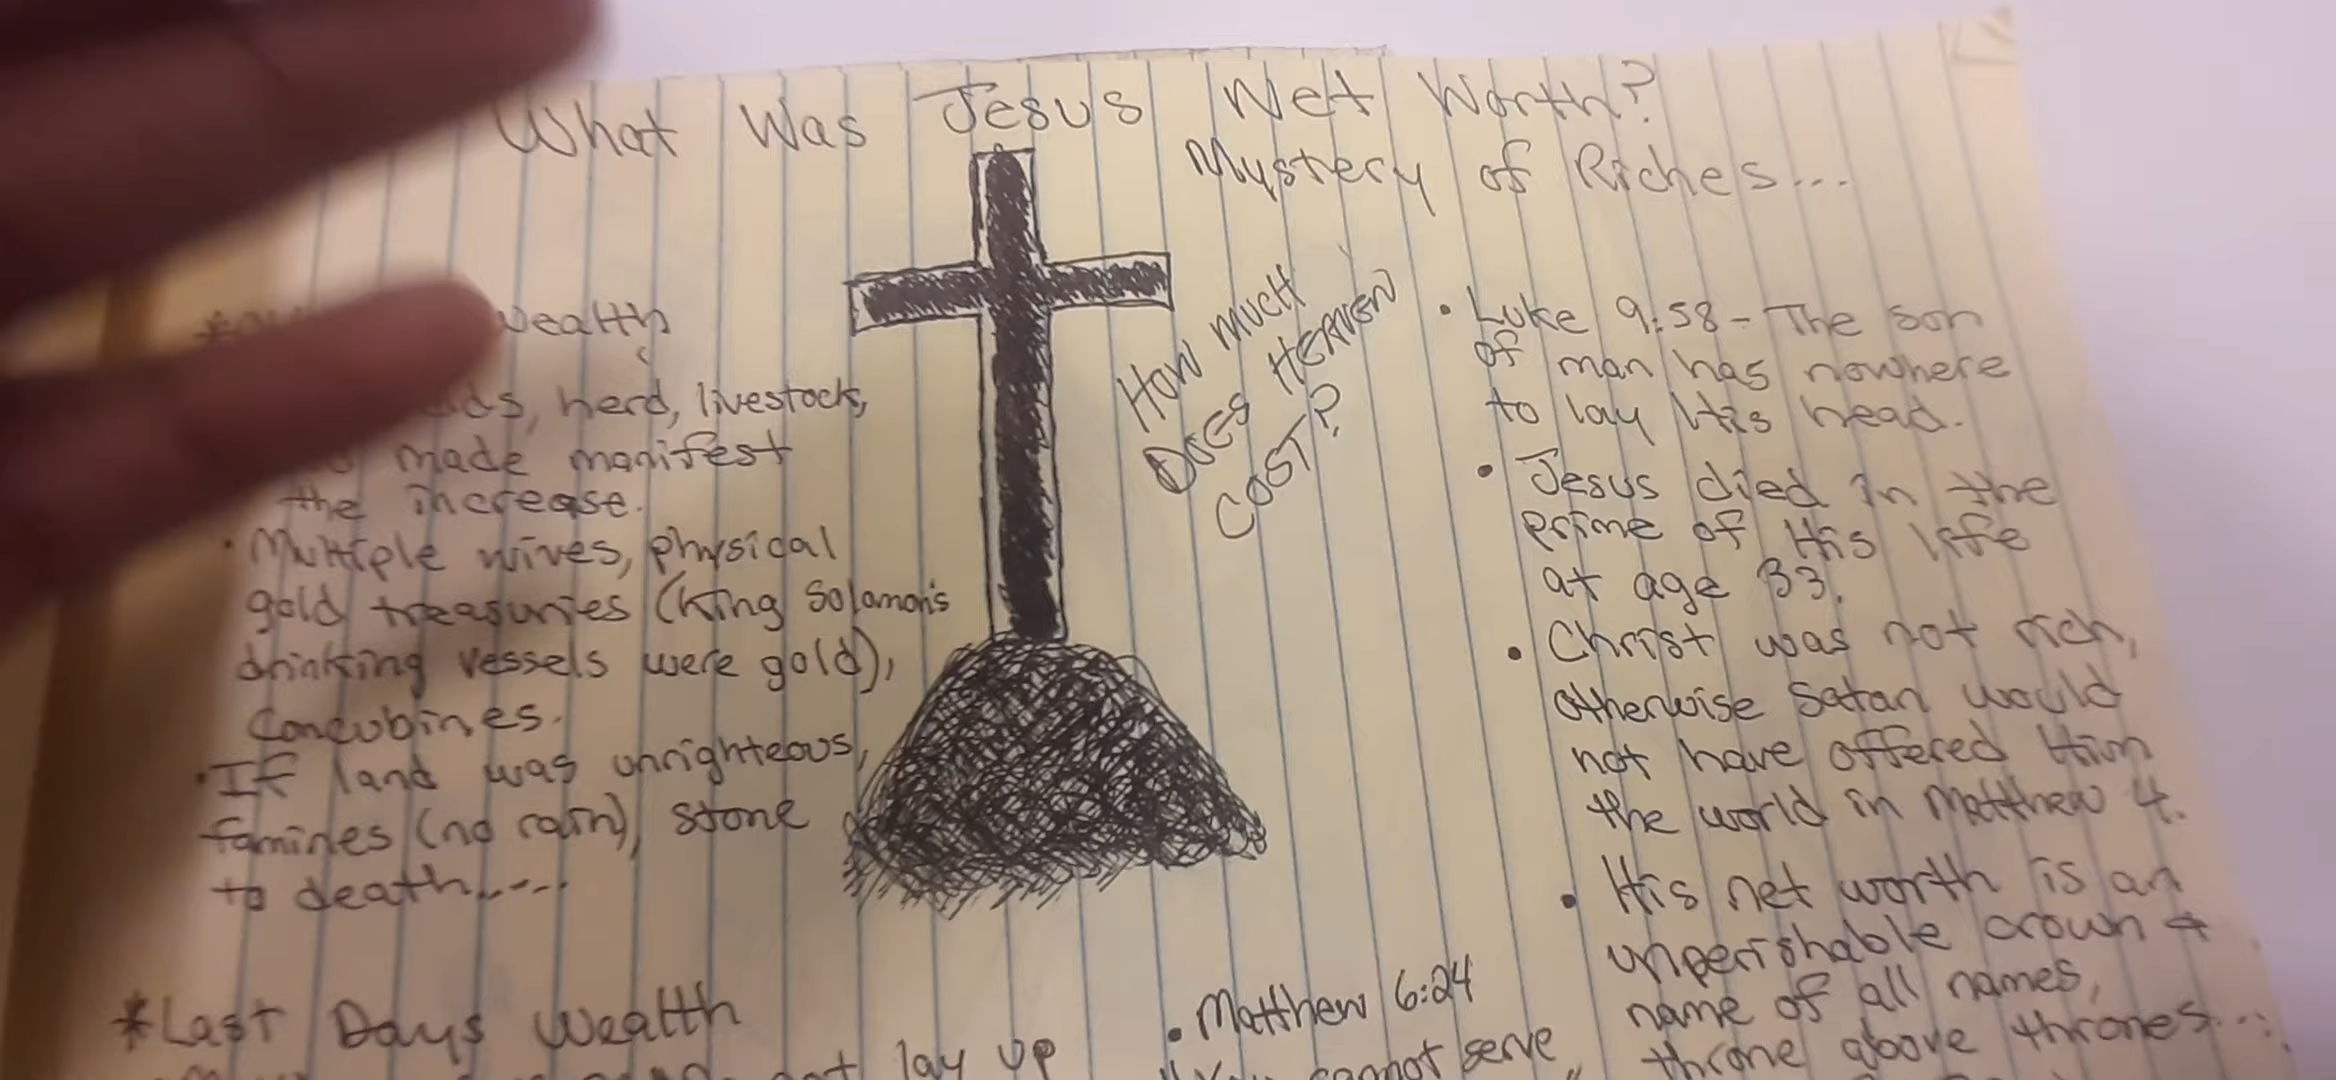 What Was Jesus Net Worth?
Mystery of Riches...
Wealth
herd, livestock,
made manifest
the increase.
• Multiple wives, physical
gold treasuries (King Solomon's
drinking vessels were gold),
Concubines.
• If land was unrighteous,
famines (no rain), stone
to death......
*Last Days Wealth
lay up
HOW MUCH
DOES HEAVEN
COST?
• Matthew 6:24
cannot serve
• Luke 9:58 - The son
of man has nowhere
to lay His head.
• Jesus died in the
prime of His life
at age 33.
• Christ was not rich,
otherwise Satan would
not have offered Him
the world in Matthew 4.
• His net worth is an
unperishable crown &
name of all names,
throne above thrones...